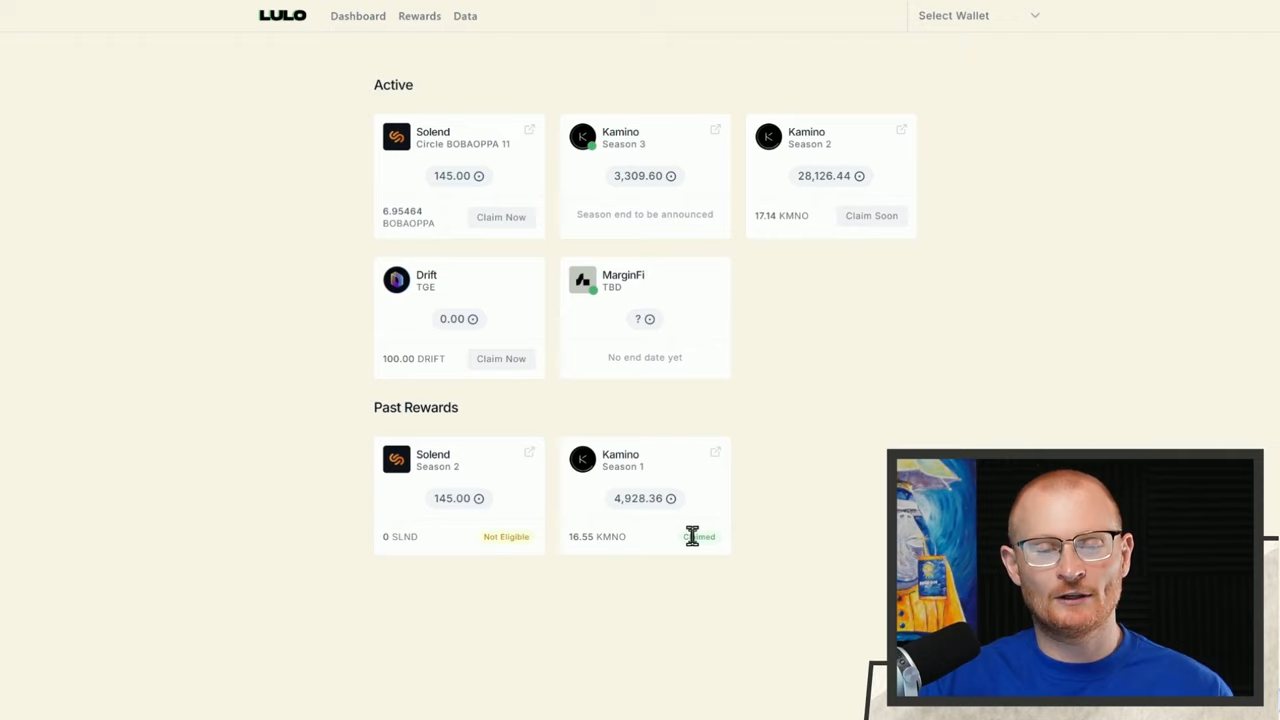 LULO
Dashboard
Rewards
Data
Select Wallet
Active
Solend
Circle BOBAOPPA 11
145.00
6.95464
BOBAOPPA
Claim Now
Kamino
Season 3
3,309.60
Season end to be announced
Kamino
Season 2
28,126.44
17.14 KMNO
Claim Soon
Drift
TGE
0.00
100.00 DRIFT
Claim Now
MarginFi
TBD
?
No end date yet
Past Rewards
Solend
Season 2
145.00
0 SLND
Not Eligible
Kamino
Season 1
4,928.36
16.55 KMNO
Claimed